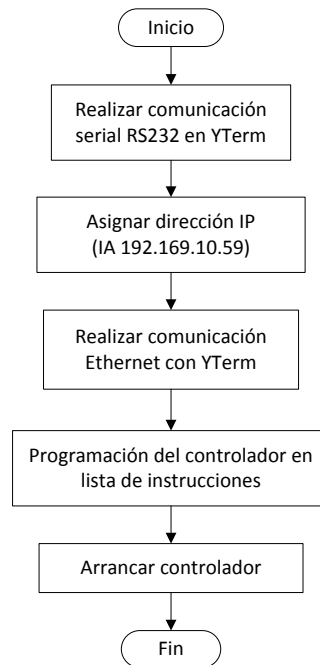 Inicio
Realizar comunicación
serial RS232 en YTerm
Asignar dirección IP
(IA 192.169.10.59)
Realizar comunicación
Ethernet con YTerm
Programación del controlador en
lista de instrucciones
Arrancar controlador
Fin